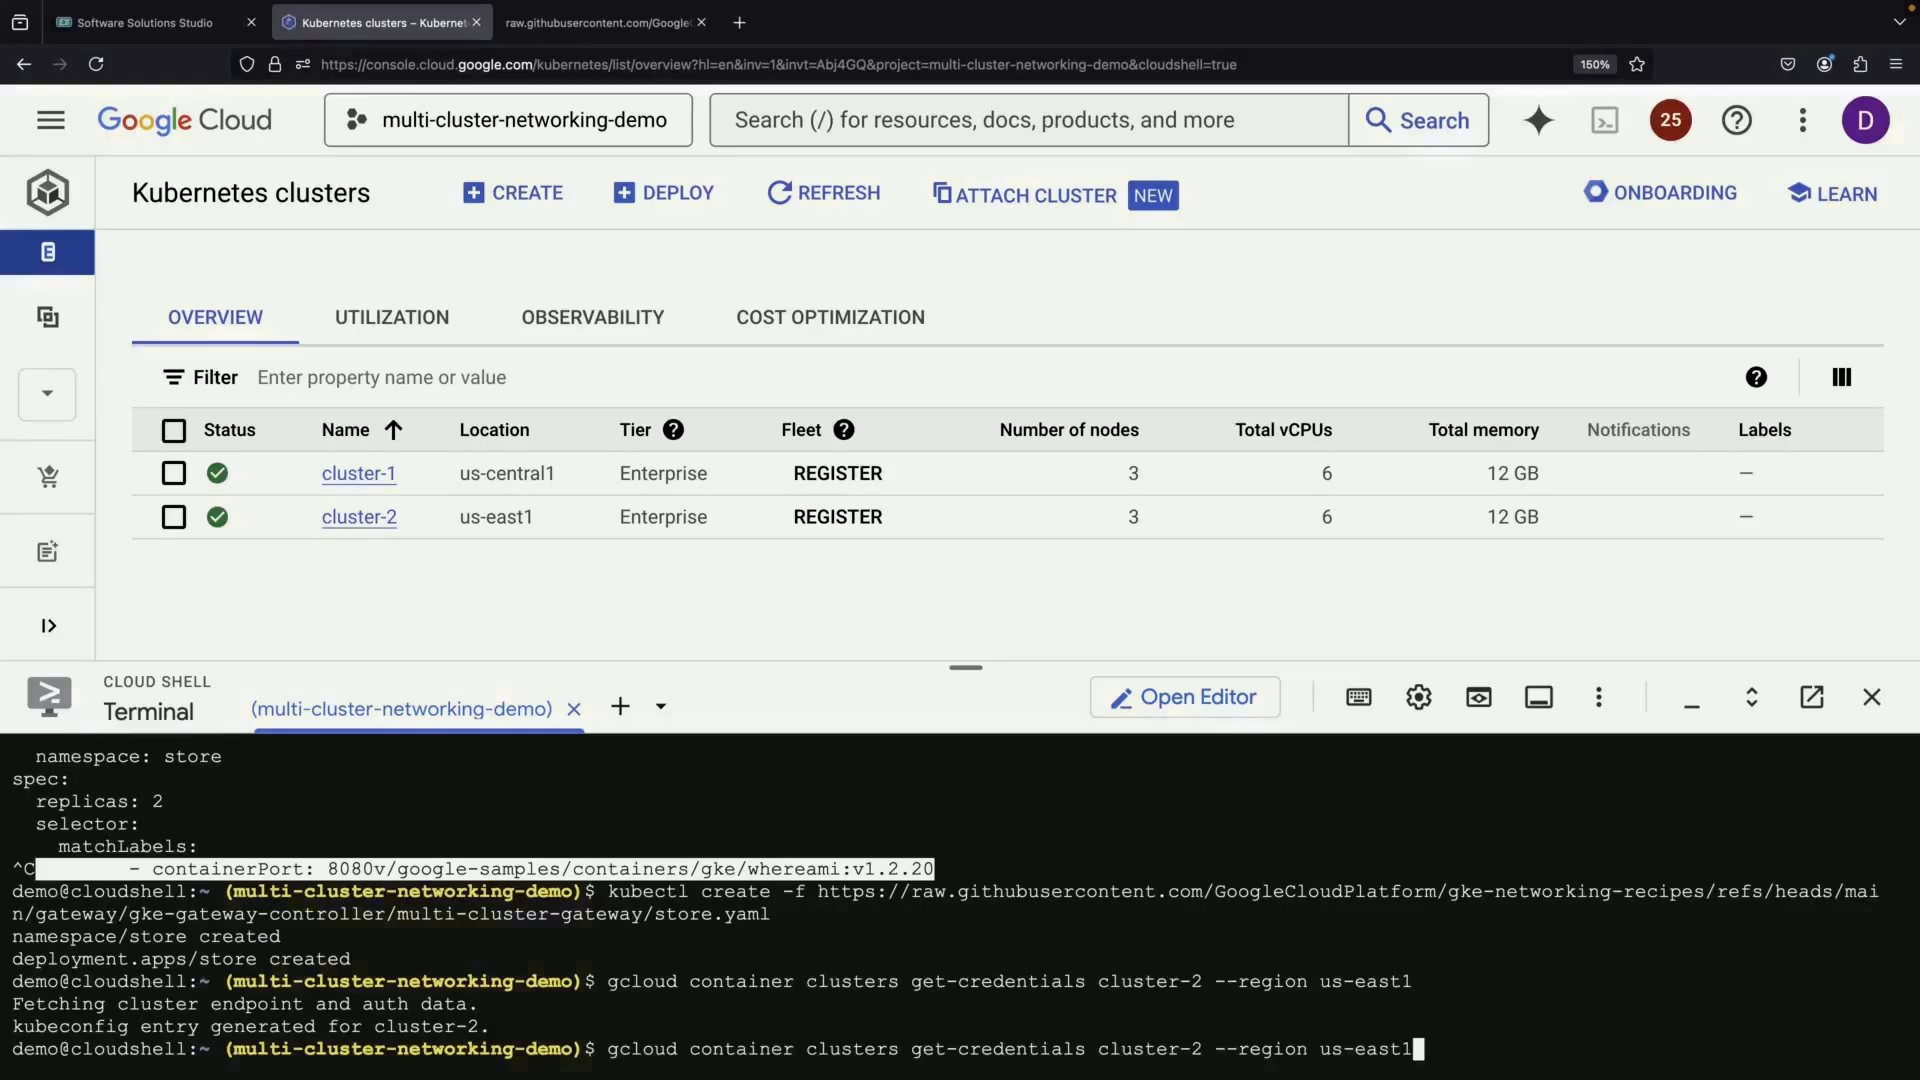 Software Solutions Studio
Kubernetes clusters – Kubernet
raw.githubusercontent.com/Google
https://console.cloud.google.com/kubernetes/list/overview?hl=en&inv=1&invt=Abj4GQ&project=multi-cluster-networking-demo&cloudshell=true
150%
Google Cloud
multi-cluster-networking-demo
Search (/) for resources, docs, products, and more
Search
25
D
Kubernetes clusters
CREATE
DEPLOY
REFRESH
ATTACH CLUSTER NEW
ONBOARDING
LEARN
E
OVERVIEW
UTILIZATION
OBSERVABILITY
COST OPTIMIZATION
Filter Enter property name or value
Status Name Location Tier Fleet Number of nodes Total vCPUs Total memory Notifications Labels
cluster-1 us-central1 Enterprise REGISTER 3 6 12 GB —
cluster-2 us-east1 Enterprise REGISTER 3 6 12 GB —
CLOUD SHELL
Terminal
(multi-cluster-networking-demo)
Open Editor
namespace: store
spec:
replicas: 2
selector:
matchLabels:
^C        - containerPort: 8080v/google-samples/containers/gke/whereami:v1.2.20
demo@cloudshell:~ (multi-cluster-networking-demo)$ kubectl create -f https://raw.githubusercontent.com/GoogleCloudPlatform/gke-networking-recipes/refs/heads/mai
n/gateway/gke-gateway-controller/multi-cluster-gateway/store.yaml
namespace/store created
deployment.apps/store created
demo@cloudshell:~ (multi-cluster-networking-demo)$ gcloud container clusters get-credentials cluster-2 --region us-east1
Fetching cluster endpoint and auth data.
kubeconfig entry generated for cluster-2.
demo@cloudshell:~ (multi-cluster-networking-demo)$ gcloud container clusters get-credentials cluster-2 --region us-east1